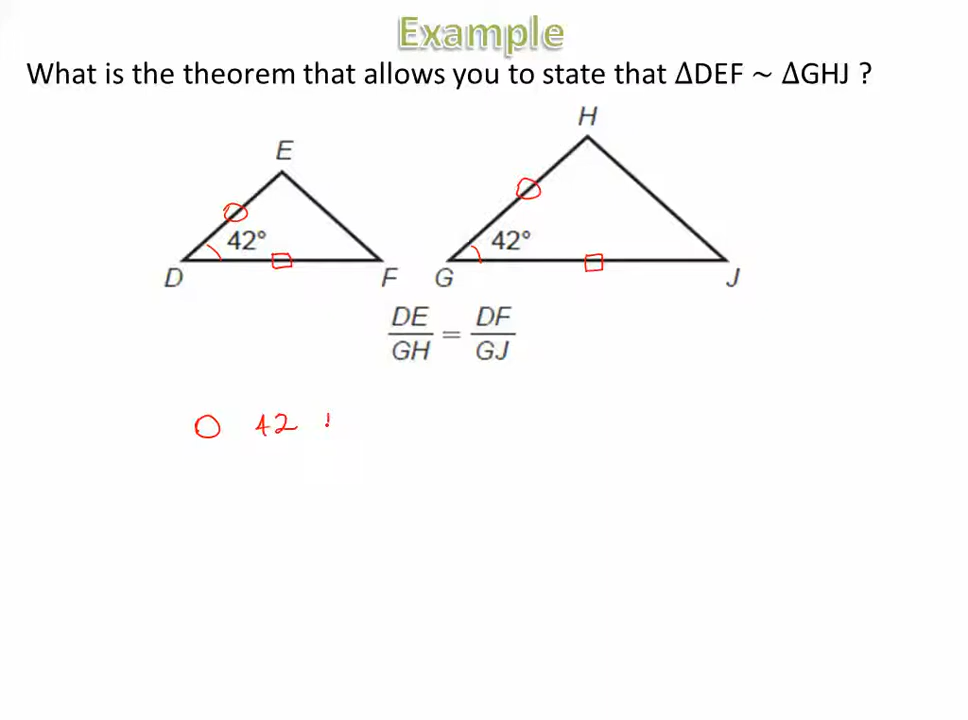 Example
What is the theorem that allows you to state that ΔDEF ~ ΔGHJ ?
H
E
42° 42°
D F G J
DE/GH = DF/GJ
42